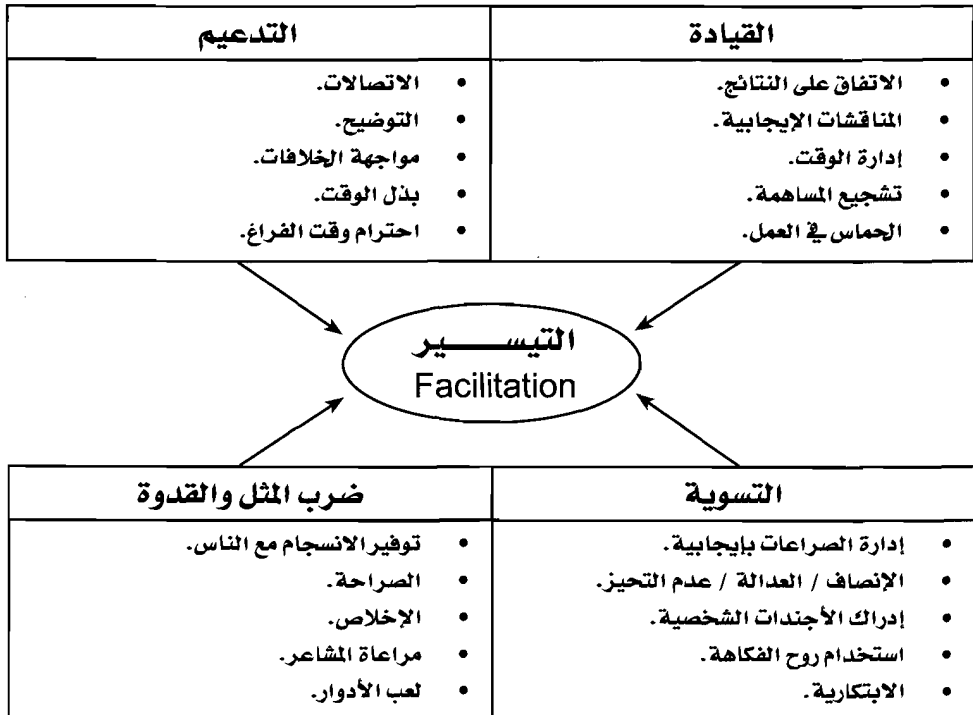 القيادة
الاتفاق على النتائج.
المناقشات الإيجابية.
إدارة الوقت.
تشجيع المساهمة.
الحماس في العمل.
التدعيم
الاتصالات.
التوضيح.
مواجهة الخلافات.
بذل الوقت.
احترام وقت الفراغ.
التيســــــير
Facilitation
التسوية
إدارة الصراعات بإيجابية.
الإنصاف / العدالة / عدم التحيز.
إدراك الأجندات الشخصية.
استخدام روح الفكاهة.
الابتكارية.
ضرب المثل والقدوة
توفير الانسجام مع الناس.
الصراحة.
الإخلاص.
مراعاة المشاعر.
لعب الأدوار.